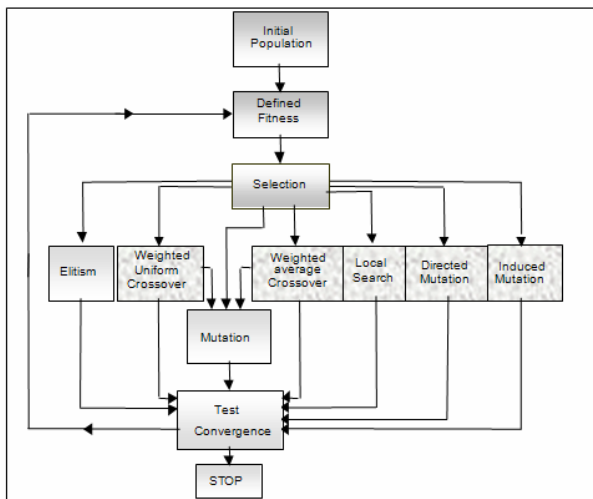 Initial
Population
Defined
Fitness
Selection
Elitism
Weighted
Uniform
Crossover
Weighted
average
Crossover
Local
Search
Directed
Mutation
Induced
Mutation
Mutation
Test
Convergence
STOP